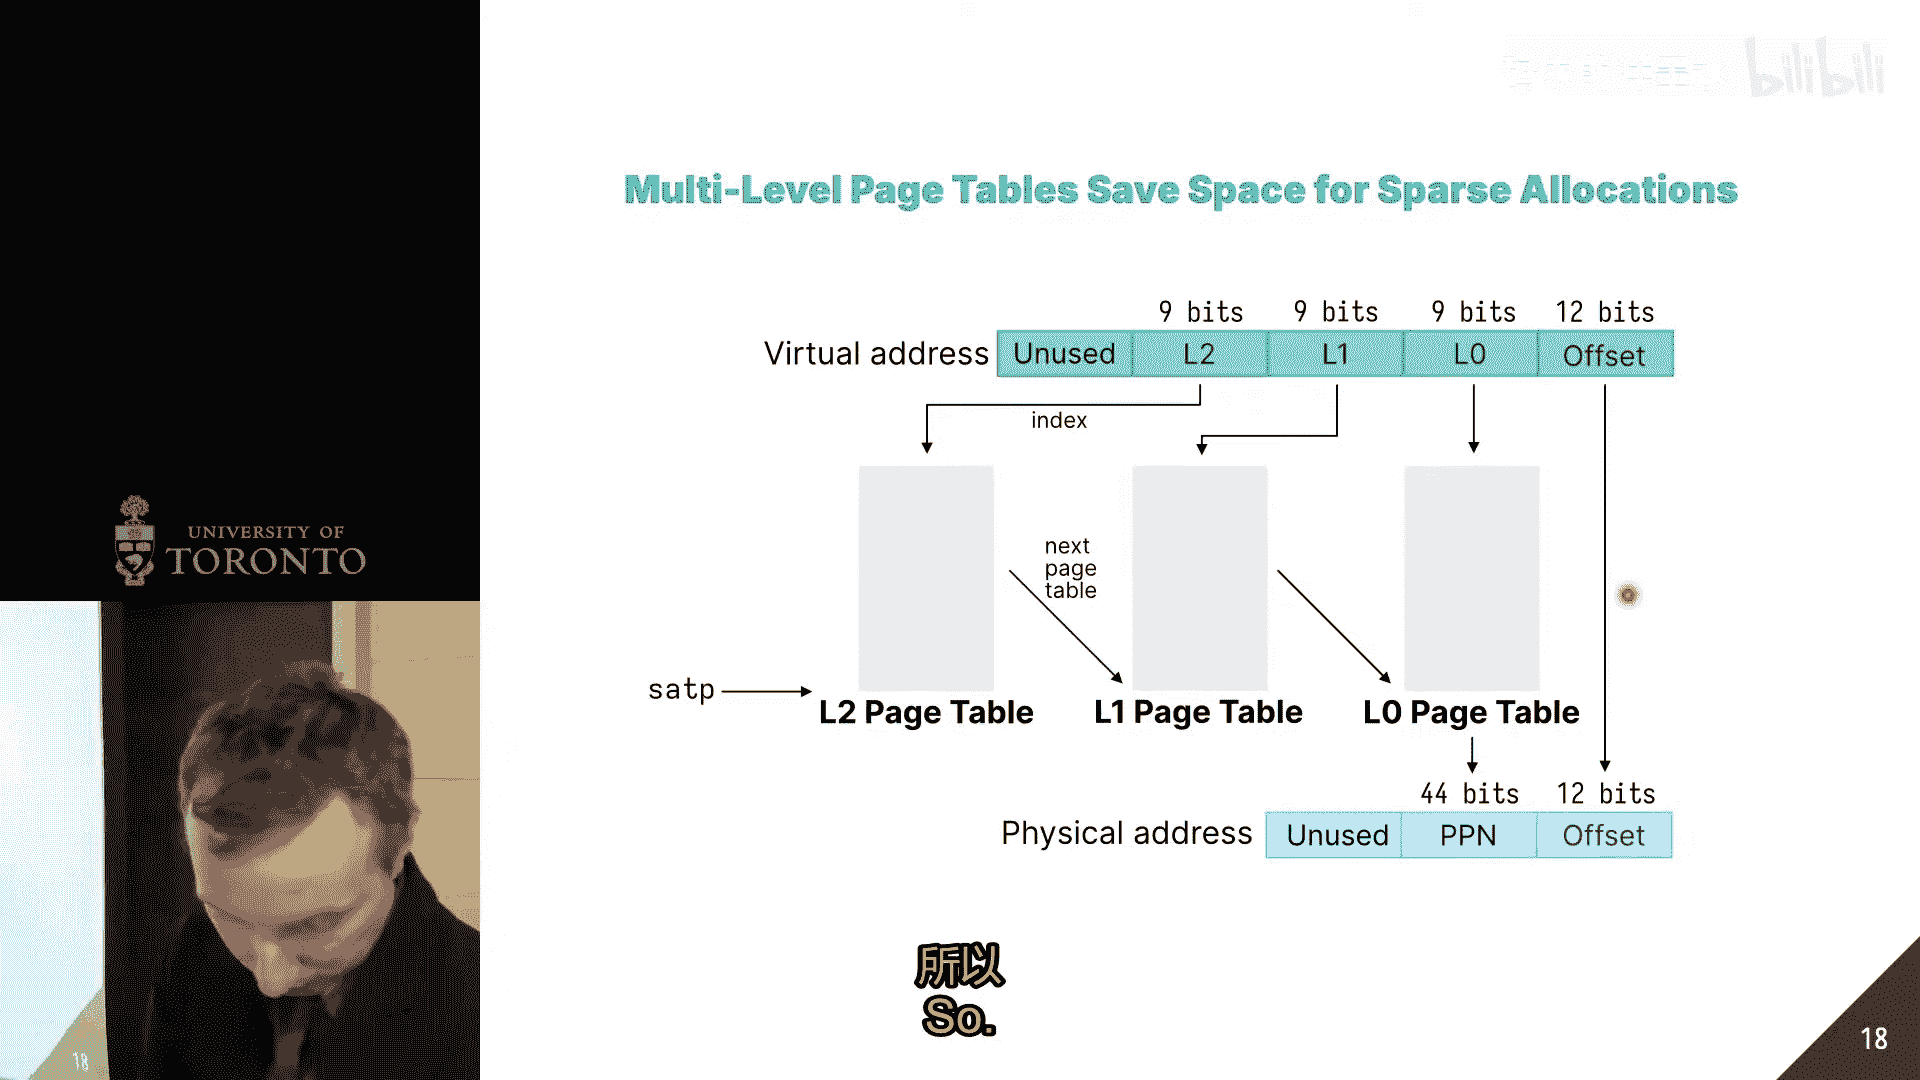 bilibili
Multi-Level Page Tables Save Space for Sparse Allocations
9 bits 9 bits 9 bits 12 bits
Virtual address Unused L2 L1 L0 Offset
index
UNIVERSITY OF
TORONTO
next
page
table
satp
L2 Page Table L1 Page Table L0 Page Table
44 bits 12 bits
Physical address Unused PPN Offset
所以
So.
18
18